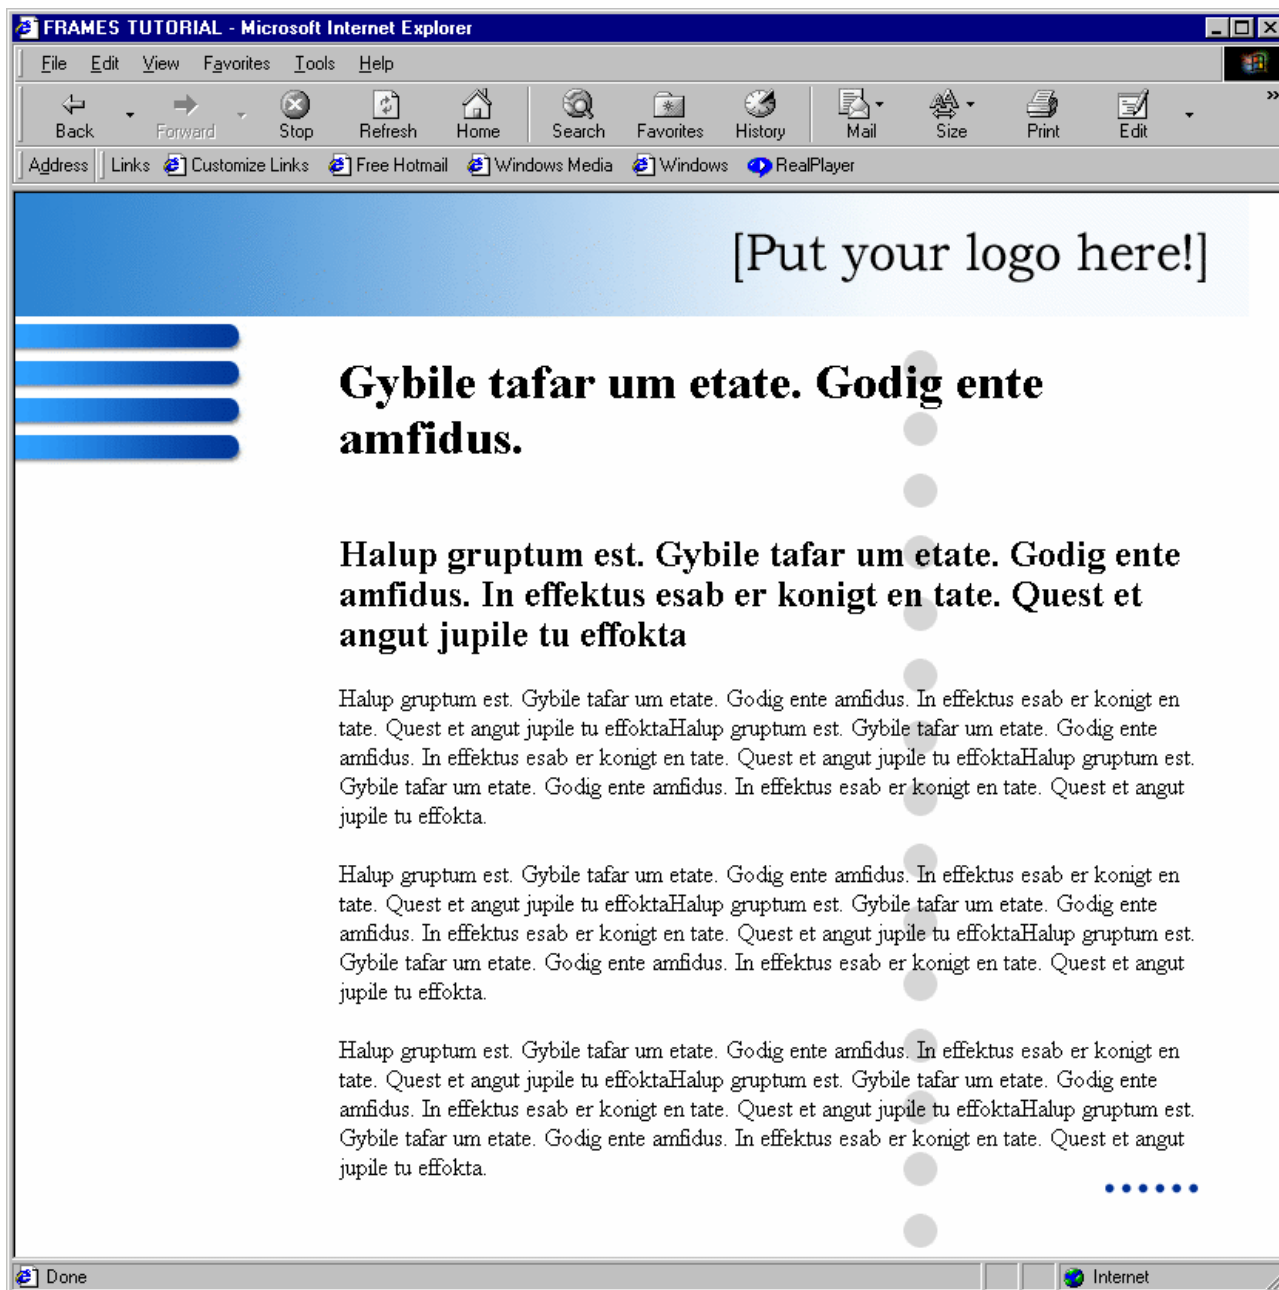 FRAMES TUTORIAL - Microsoft Internet Explorer
File Edit View Favorites Tools Help
Back Forward Stop Refresh Home Search Favorites History Mail Size Print Edit »
Address Links Customize Links Free Hotmail Windows Media Windows RealPlayer
[Put your logo here!]
Gybile tafar um etate. Godig ente
amfidus.
Halup gruptum est. Gybile tafar um etate. Godig ente
amfidus. In effektus esab er konigt en tate. Quest et
angut jupile tu effokta
Halup gruptum est. Gybile tafar um etate. Godig ente amfidus. In effektus esab er konigt en
tate. Quest et angut jupile tu effoktaHalup gruptum est. Gybile tafar um etate. Godig ente
amfidus. In effektus esab er konigt en tate. Quest et angut jupile tu effoktaHalup gruptum est.
Gybile tafar um etate. Godig ente amfidus. In effektus esab er konigt en tate. Quest et angut
jupile tu effokta.
Halup gruptum est. Gybile tafar um etate. Godig ente amfidus. In effektus esab er konigt en
tate. Quest et angut jupile tu effoktaHalup gruptum est. Gybile tafar um etate. Godig ente
amfidus. In effektus esab er konigt en tate. Quest et angut jupile tu effoktaHalup gruptum est.
Gybile tafar um etate. Godig ente amfidus. In effektus esab er konigt en tate. Quest et angut
jupile tu effokta.
Halup gruptum est. Gybile tafar um etate. Godig ente amfidus. In effektus esab er konigt en
tate. Quest et angut jupile tu effoktaHalup gruptum est. Gybile tafar um etate. Godig ente
amfidus. In effektus esab er konigt en tate. Quest et angut jupile tu effoktaHalup gruptum est.
Gybile tafar um etate. Godig ente amfidus. In effektus esab er konigt en tate. Quest et angut
jupile tu effokta.
Done Internet